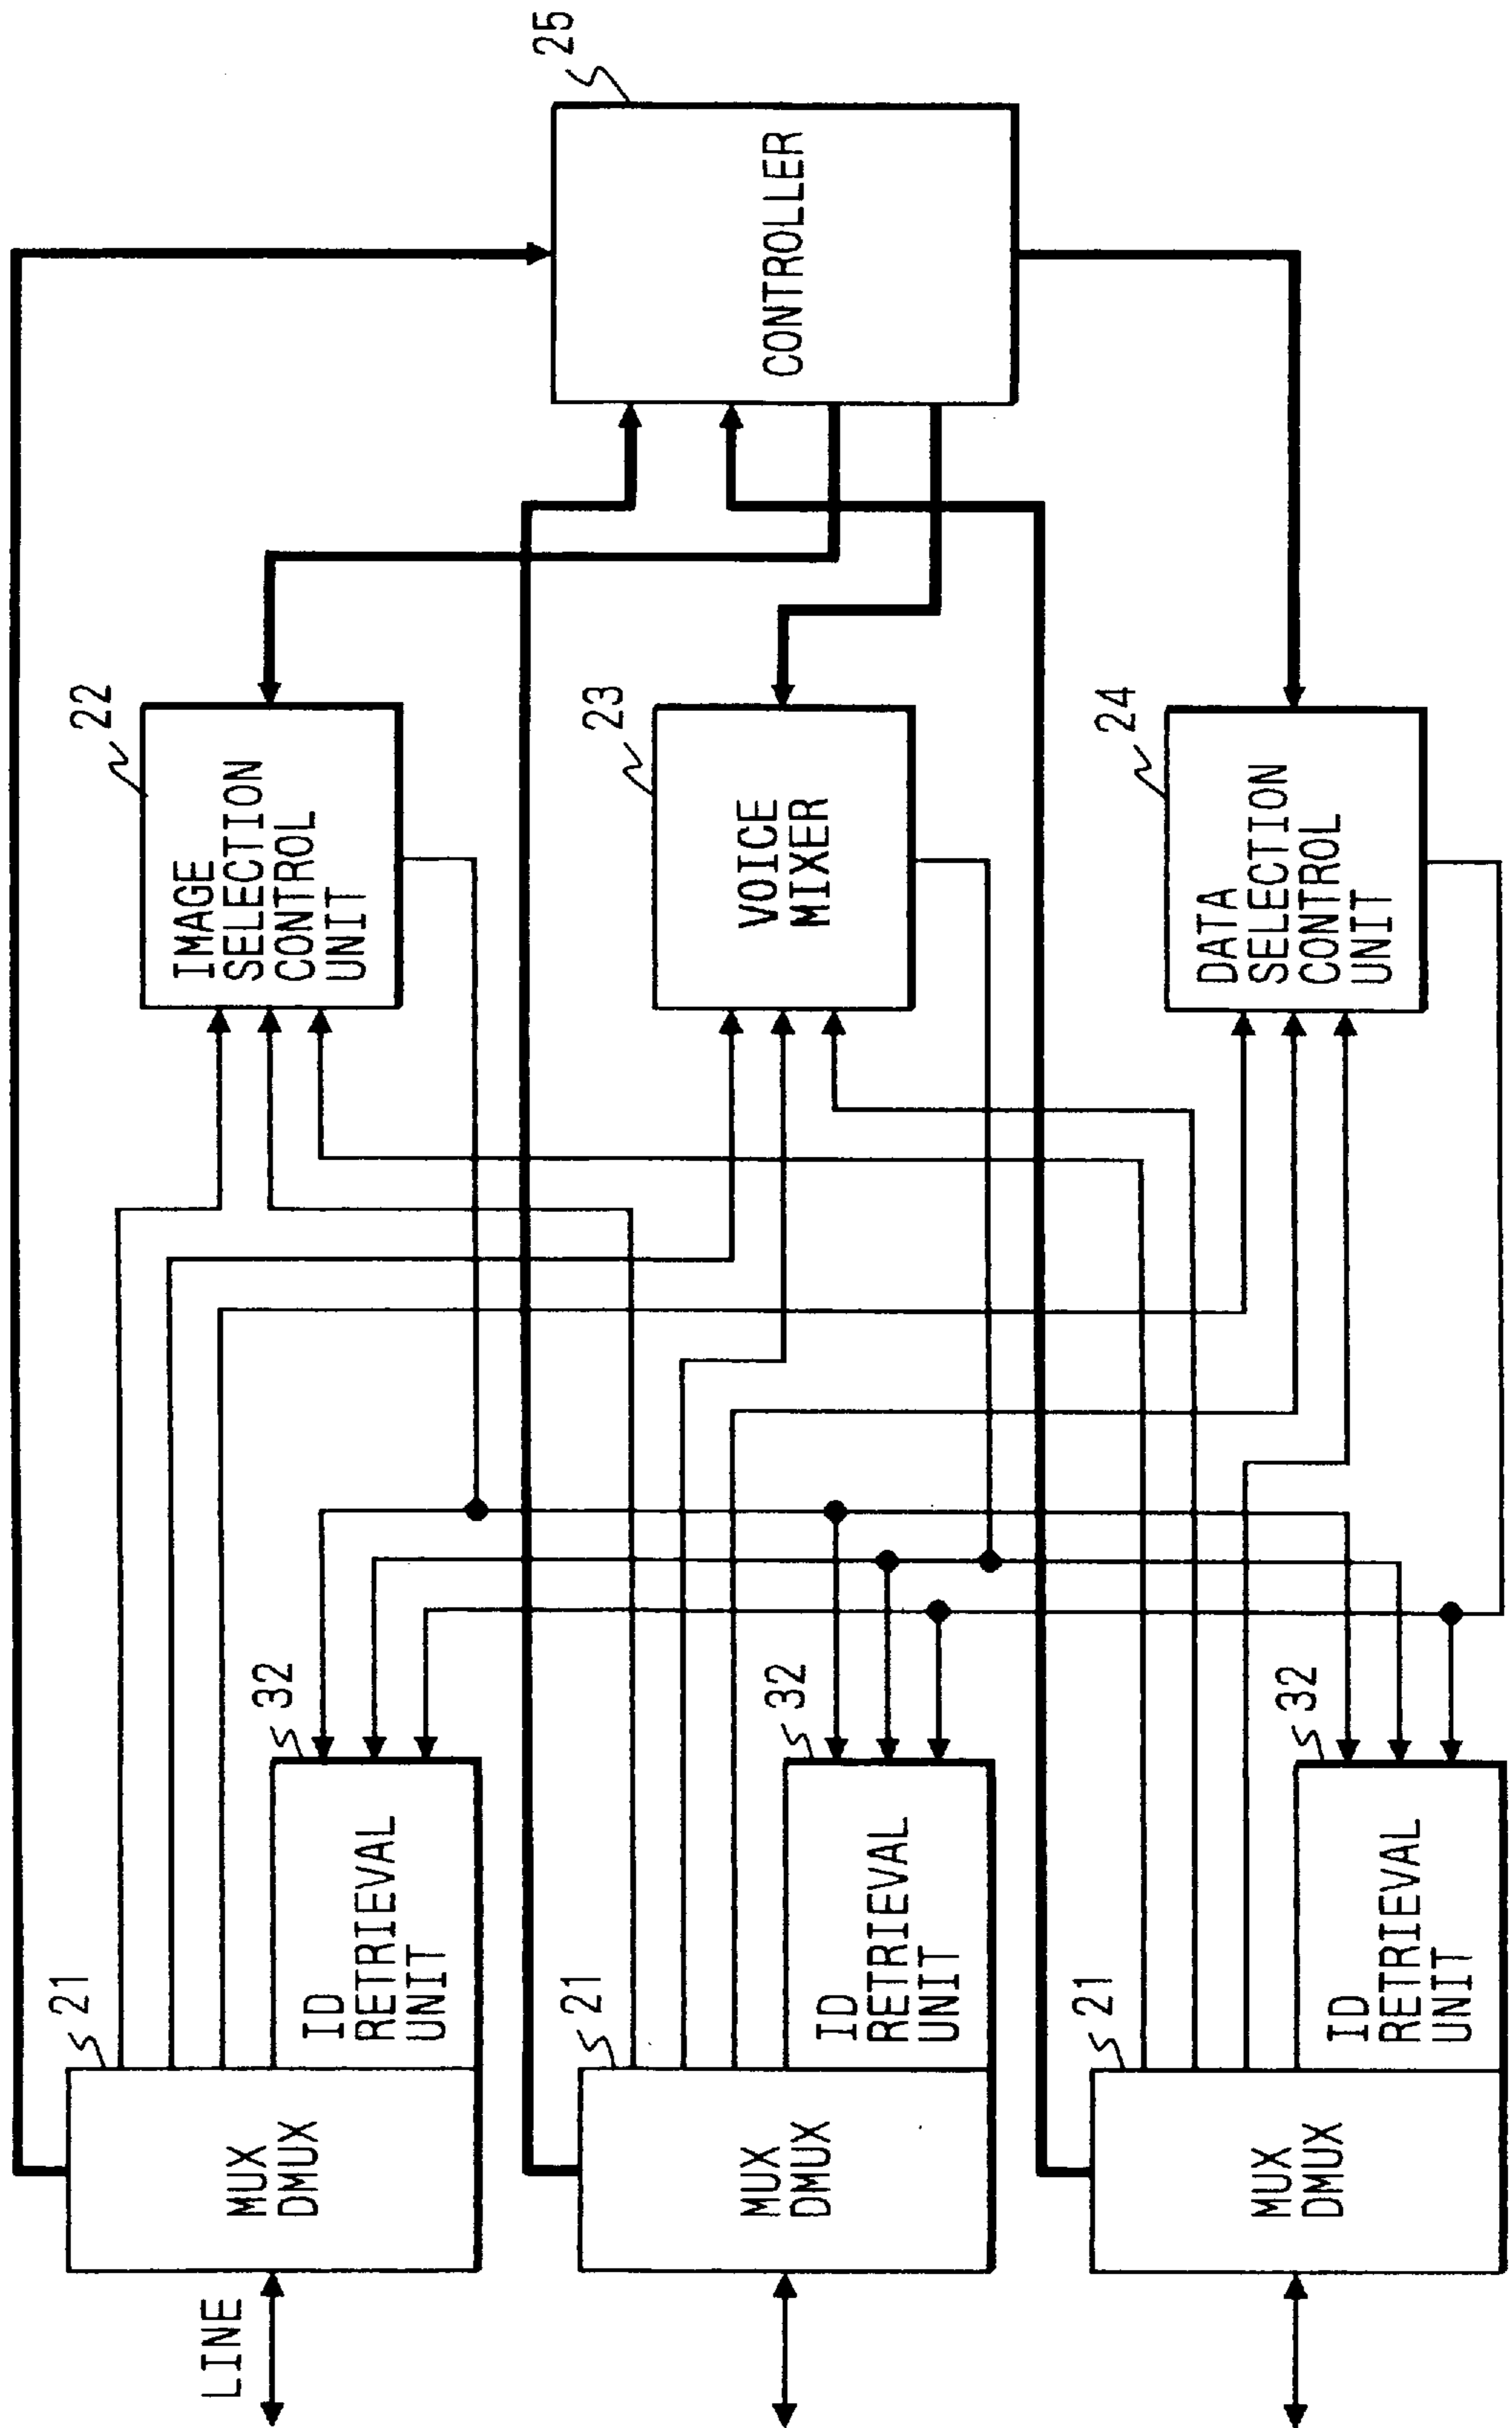 LINE
MUX
DMUX
21
ID
RETRIEVAL
UNIT
32
IMAGE
SELECTION
CONTROL
UNIT
22
MUX
DMUX
21
ID
RETRIEVAL
UNIT
32
VOICE
MIXER
23
CONTROLLER
25
MUX
DMUX
21
ID
RETRIEVAL
UNIT
32
DATA
SELECTION
CONTROL
UNIT
24